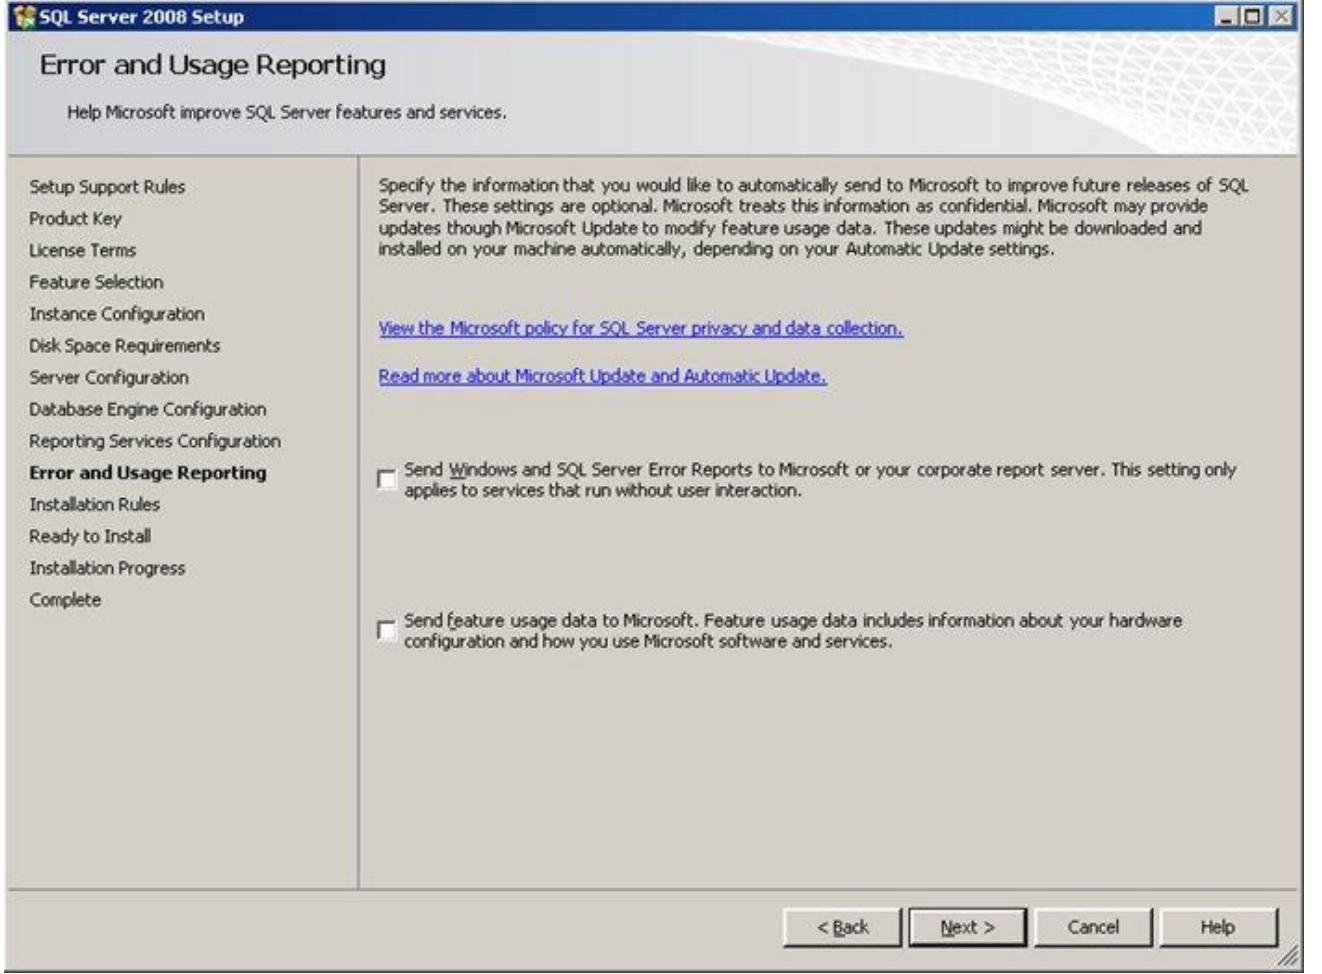 SQL Server 2008 Setup
Error and Usage Reporting
Help Microsoft improve SQL Server features and services.
Setup Support Rules
Product Key
License Terms
Feature Selection
Instance Configuration
Disk Space Requirements
Server Configuration
Database Engine Configuration
Reporting Services Configuration
Error and Usage Reporting
Installation Rules
Ready to Install
Installation Progress
Complete
Specify the information that you would like to automatically send to Microsoft to improve future releases of SQL
Server. These settings are optional. Microsoft treats this information as confidential. Microsoft may provide
updates though Microsoft Update to modify feature usage data. These updates might be downloaded and
installed on your machine automatically, depending on your Automatic Update settings.
View the Microsoft policy for SQL Server privacy and data collection.
Read more about Microsoft Update and Automatic Update.
Send Windows and SQL Server Error Reports to Microsoft or your corporate report server. This setting only
applies to services that run without user interaction.
Send feature usage data to Microsoft. Feature usage data includes information about your hardware
configuration and how you use Microsoft software and services.
< Back Next > Cancel Help